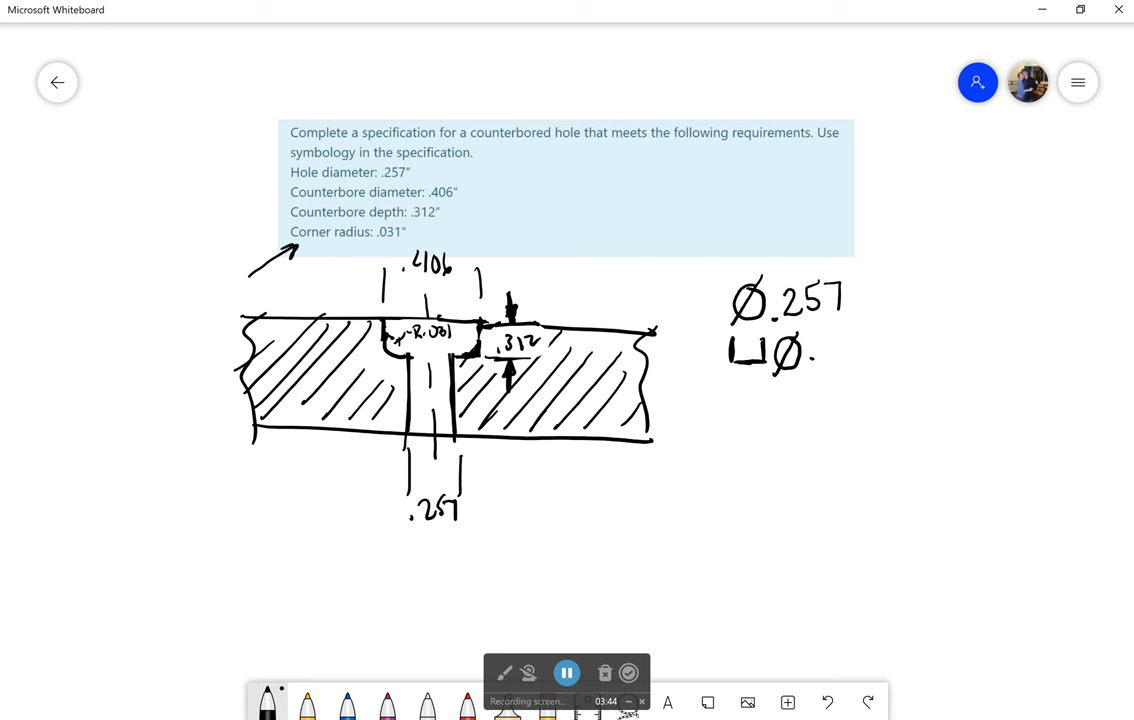 Microsoft Whiteboard
Complete a specification for a counterbored hole that meets the following requirements. Use
symbology in the specification.
Hole diameter: .257"
Counterbore diameter: .406"
Counterbore depth: .312"
Corner radius: .031"
.406
R.031
.312
.257
Ø.257
⌴Ø.
Recording screen... 03:44
A